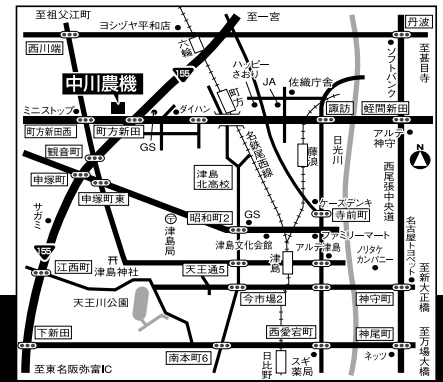 至祖父江町
ヨシヅヤ平和店
至一宮
丹波
西川端
六輪
155
ハッピーさおり
JA
佐織庁舎
ソフトバンク
至甚目寺
中川農機
町方
ミニストップ
ダイハン
諏訪
蛭間新田
町方新田西
町方新田
GS
名鉄尾西線
藤浪
日光川
アルテ神守
N
観音町
津島北高校
西尾張中央道
申塚町
申塚町東
ケーズデンキ
寺前町
サガミ
津島局
昭和町2
GS
津島文化会館
ファミリーマート
アルテ津島
ノリタケカンパニー
名古屋トヨペット
155
江西町
津島神社
天王通5
津島
至新大正橋
天王川公園
今市場2
神守町
下新田
西愛宕町
神尾町
至万場大橋
南本町6
日比野
スギ薬局
ネッツ
至東名阪弥富IC